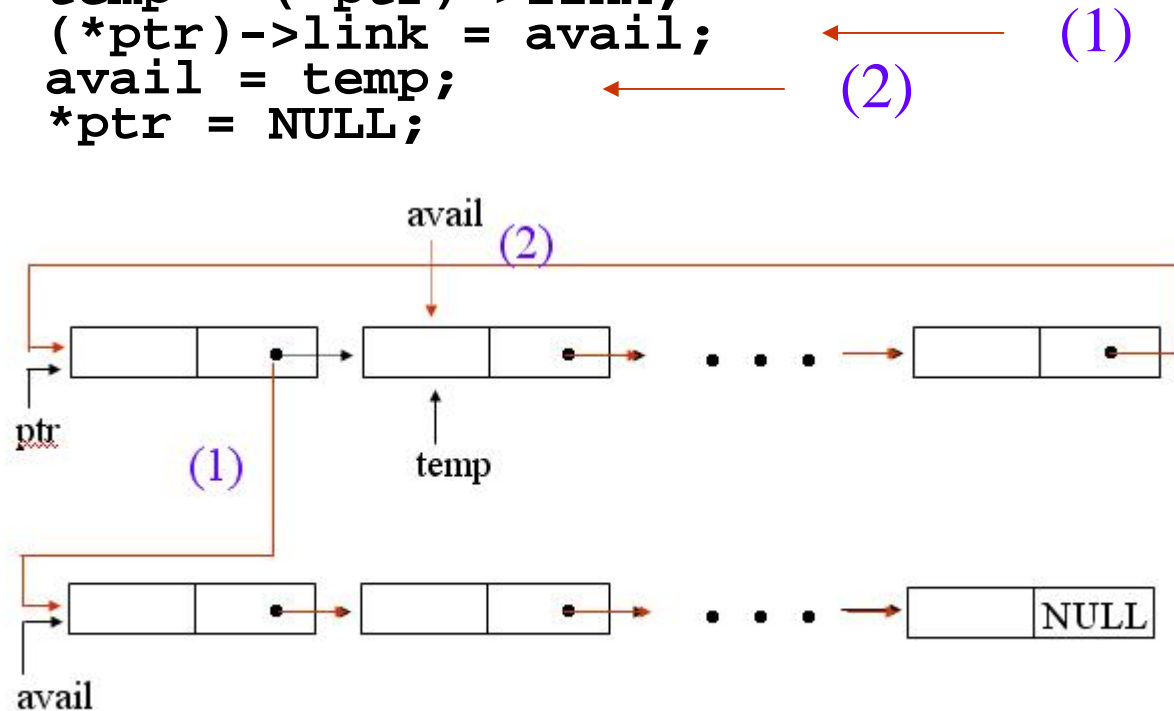 (*ptr)->link = avail; (1)
avail = temp; (2)
*ptr = NULL;
avail
(2)
ptr
(1)
temp
NULL
avail